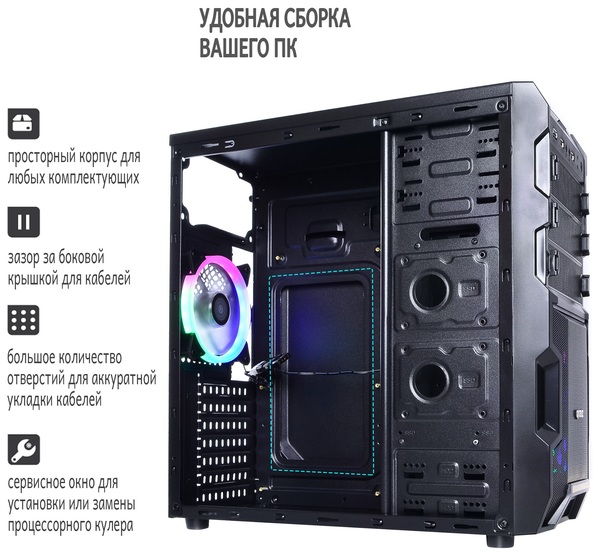 УДОБНАЯ СБОРКА
ВАШЕГО ПК
просторный корпус для
любых комплектующих
зазор за боковой
крышкой для кабелей
большое количество
отверстий для аккуратной
укладки кабелей
сервисное окно для
установки или замены
процессорного кулера